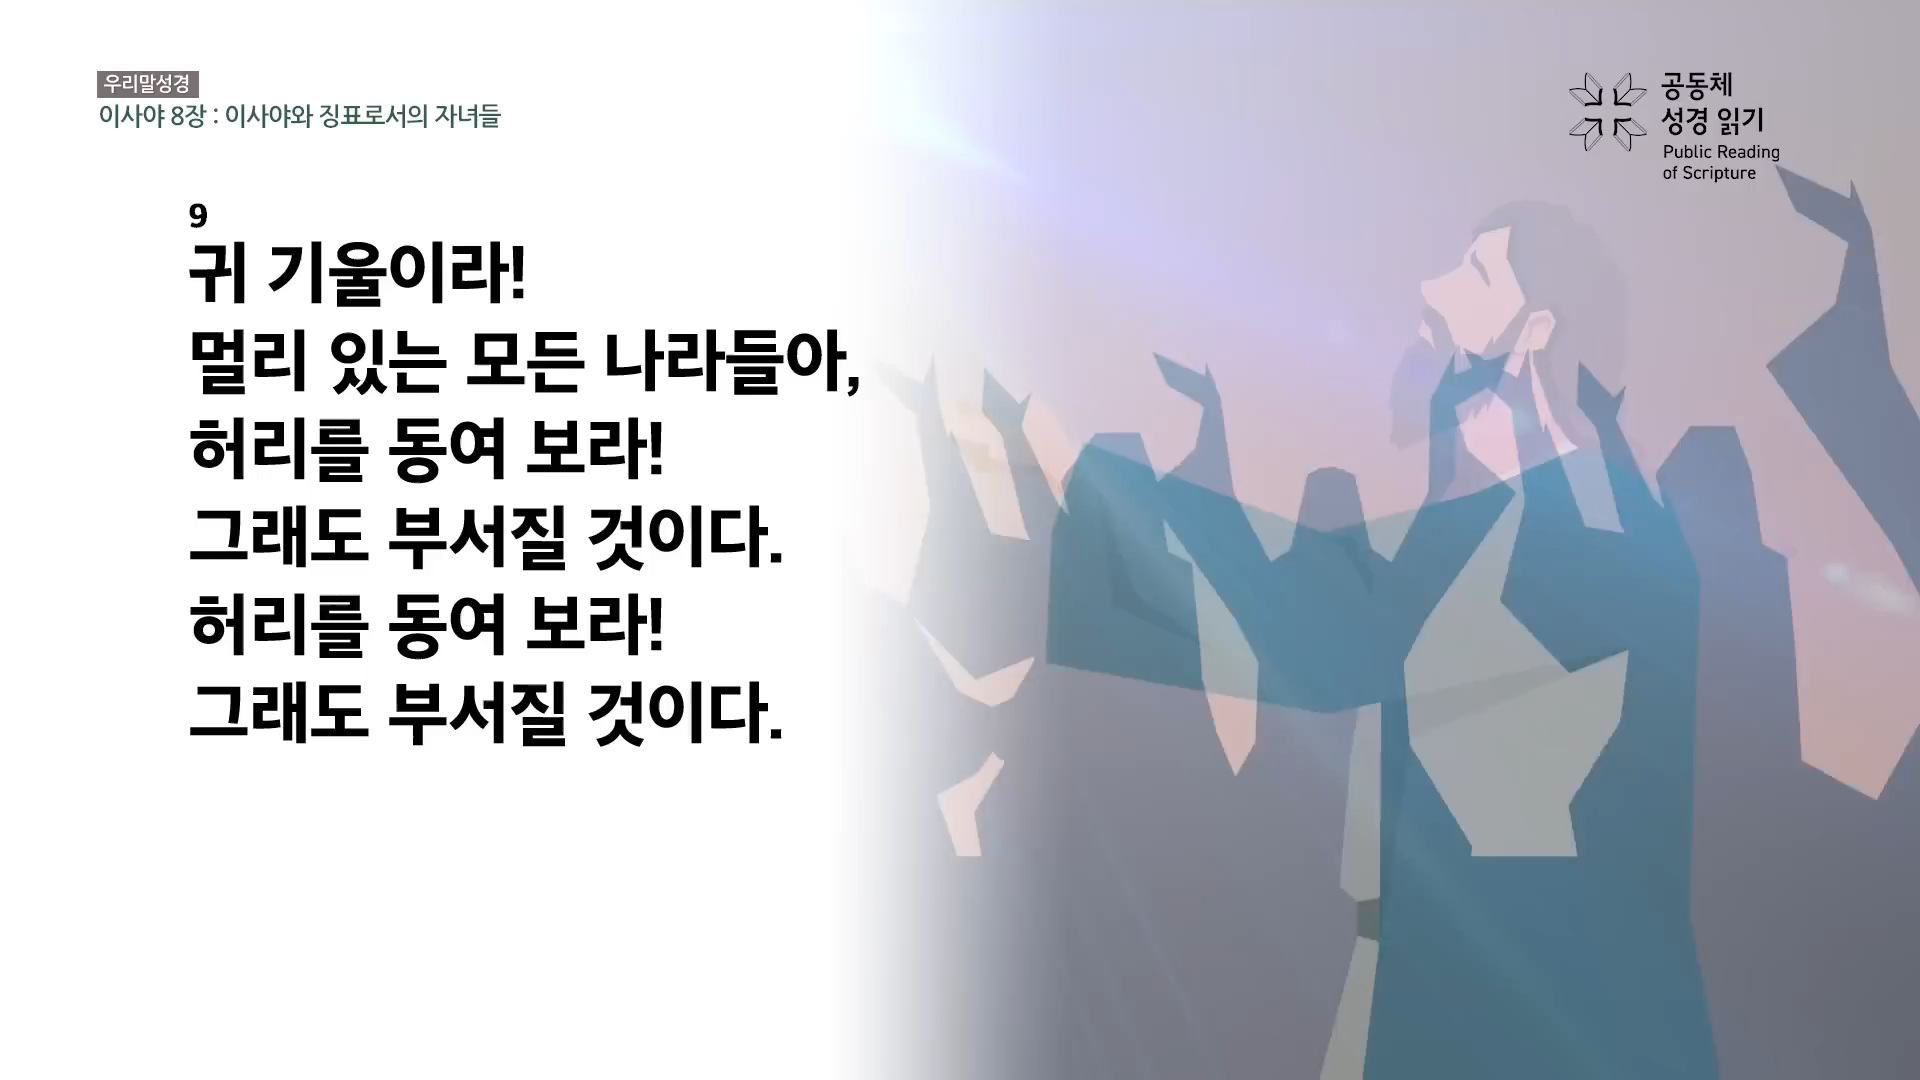 우리말성경
이사야 8장 : 이사야와 징표로서의 자녀들
공동체
성경 읽기
Public Reading
of Scripture
9
귀 기울이라!
멀리 있는 모든 나라들아,
허리를 동여 보라!
그래도 부서질 것이다.
허리를 동여 보라!
그래도 부서질 것이다.